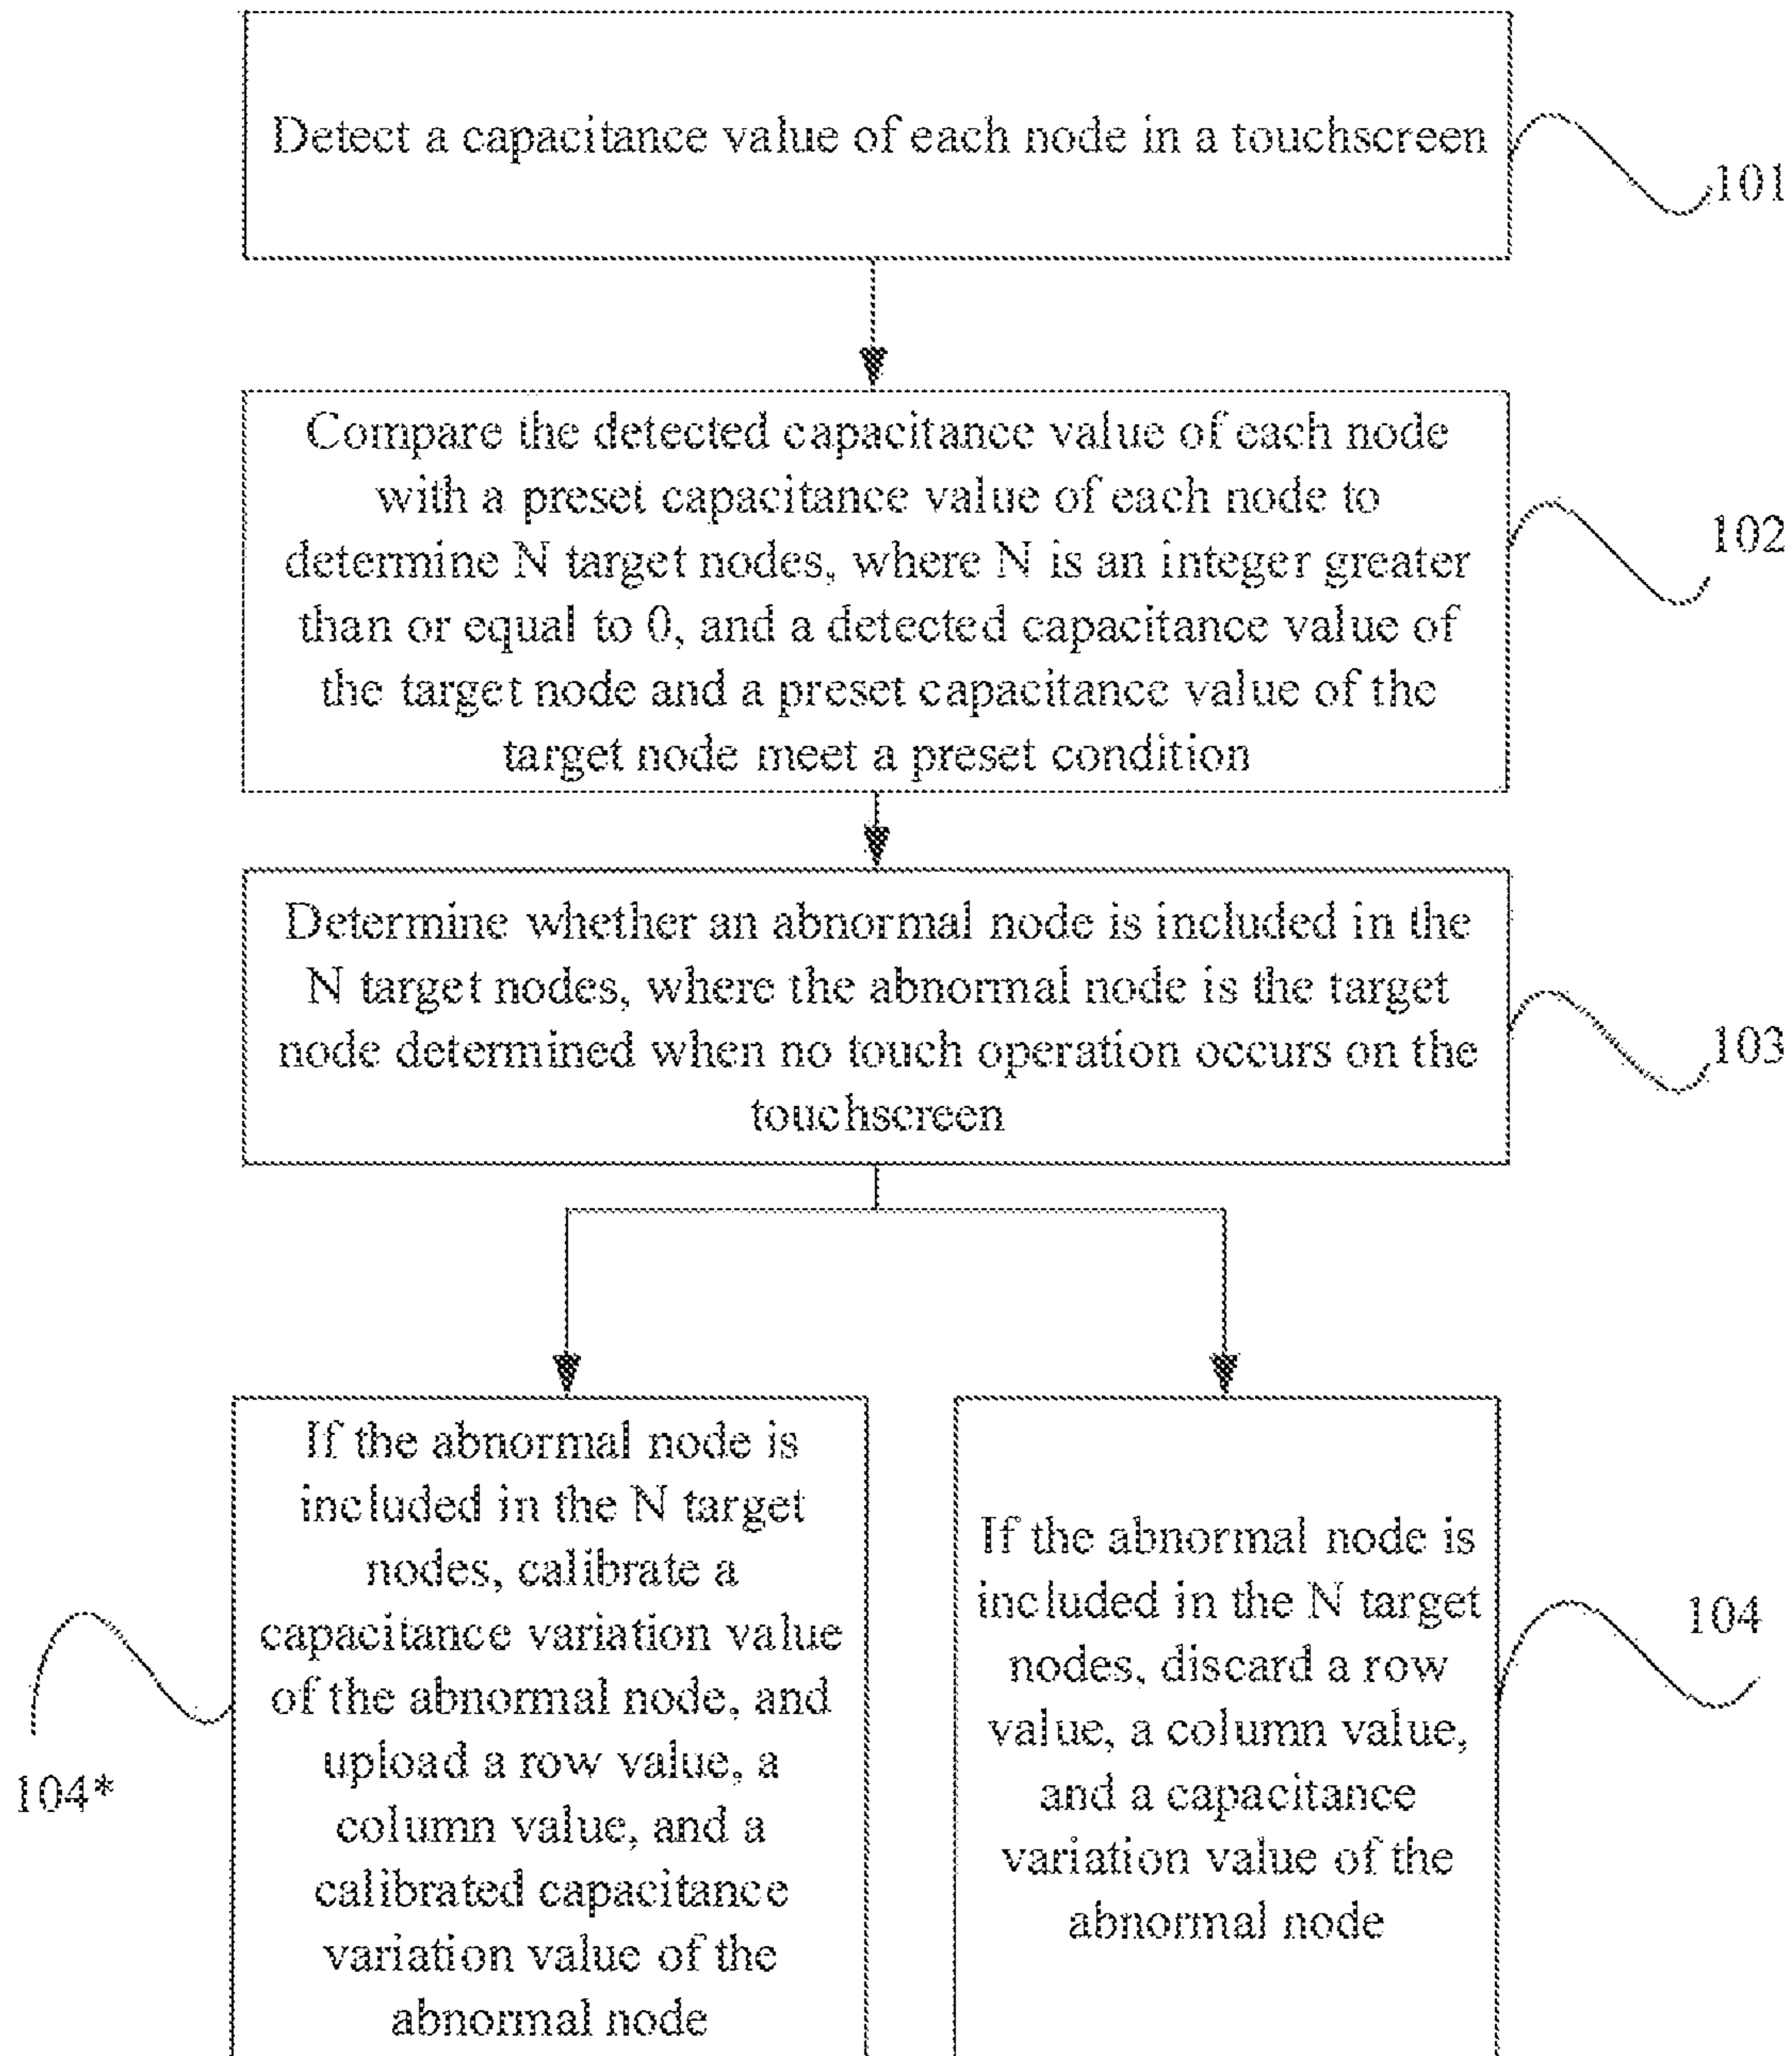 Detect a capacitance value of each node in a touchscreen
101
Compare the detected capacitance value of each node
with a preset capacitance value of each node to
determine N target nodes, where N is an integer greater
than or equal to 0, and a detected capacitance value of
the target node and a preset capacitance value of the
target node meet a preset condition
102
Determine whether an abnormal node is included in the
N target nodes, where the abnormal node is the target
node determined when no touch operation occurs on the
touchscreen
103
If the abnormal node is
included in the N target
nodes, calibrate a
capacitance variation value
of the abnormal node, and
upload a row value, a
column value, and a
calibrated capacitance
variation value of the
abnormal node
104*
If the abnormal node is
included in the N target
nodes, discard a row
value, a column value,
and a capacitance
variation value of the
abnormal node
104